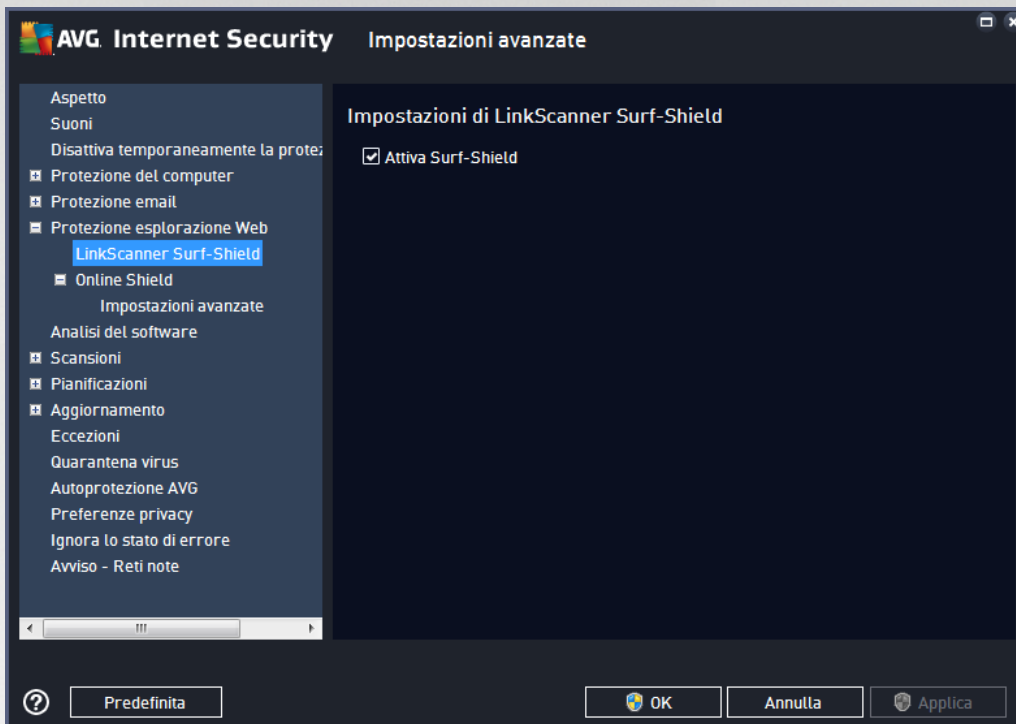 AVG Internet Security Impostazioni avanzate
Aspetto
Suoni
Disattiva temporaneamente la protez
Protezione del computer
Protezione email
Protezione esplorazione Web
LinkScanner Surf-Shield
Online Shield
Impostazioni avanzate
Analisi del software
Scansioni
Pianificazioni
Aggiornamento
Eccezioni
Quarantena virus
Autoprotezione AVG
Preferenze privacy
Ignora lo stato di errore
Avviso - Reti note
Impostazioni di LinkScanner Surf-Shield
Attiva Surf-Shield
? Predefinita OK Annulla Applica